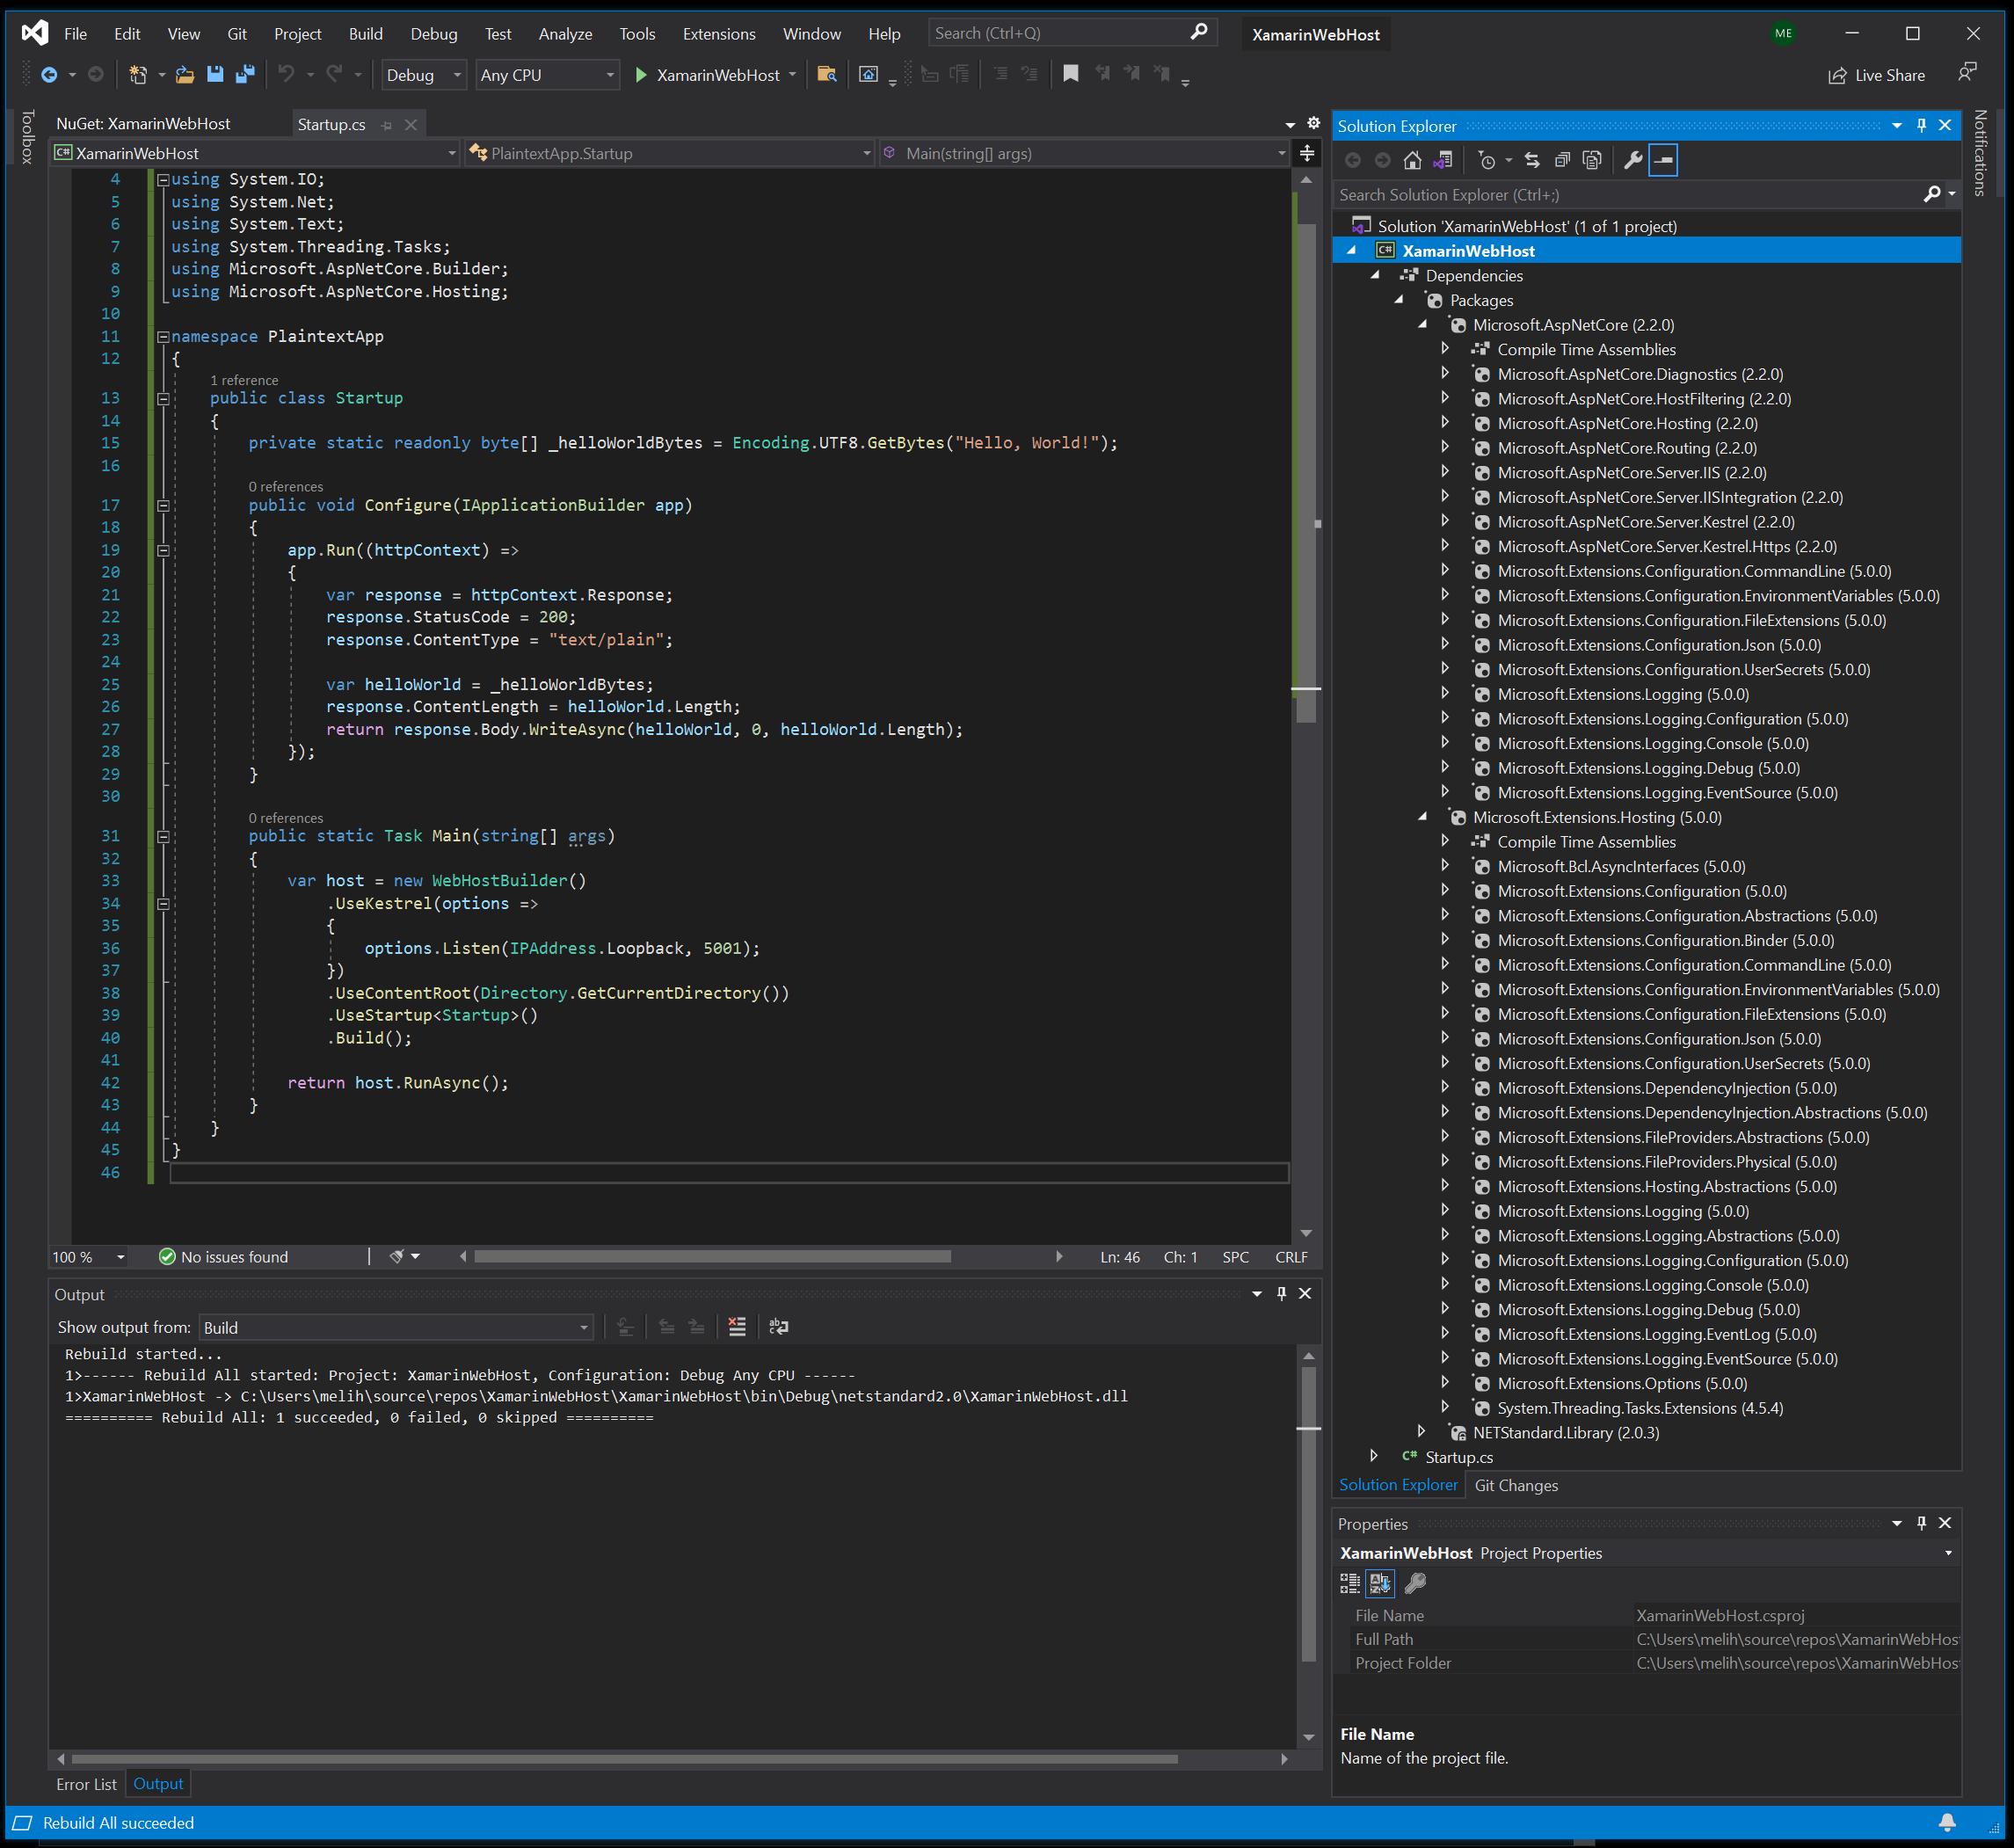 File Edit View Git Project Build Debug Test Analyze Tools Extensions Window Help Search (Ctrl+Q) XamarinWebHost ME
Debug Any CPU XamarinWebHost Live Share
Toolbox
NuGet: XamarinWebHost Startup.cs
C# XamarinWebHost PlaintextApp.Startup Main(string[] args)
4 using System.IO;
5 using System.Net;
6 using System.Text;
7 using System.Threading.Tasks;
8 using Microsoft.AspNetCore.Builder;
9 using Microsoft.AspNetCore.Hosting;
10
11 namespace PlaintextApp
12 {
1 reference
13 public class Startup
14 {
15 private static readonly byte[] _helloWorldBytes = Encoding.UTF8.GetBytes("Hello, World!");
16
0 references
17 public void Configure(IApplicationBuilder app)
18 {
19 app.Run((httpContext) =>
20 {
21 var response = httpContext.Response;
22 response.StatusCode = 200;
23 response.ContentType = "text/plain";
24
25 var helloWorld = _helloWorldBytes;
26 response.ContentLength = helloWorld.Length;
27 return response.Body.WriteAsync(helloWorld, 0, helloWorld.Length);
28 });
29 }
30
0 references
31 public static Task Main(string[] args)
32 {
33 var host = new WebHostBuilder()
34 .UseKestrel(options =>
35 {
36 options.Listen(IPAddress.Loopback, 5001);
37 })
38 .UseContentRoot(Directory.GetCurrentDirectory())
39 .UseStartup<Startup>()
40 .Build();
41
42 return host.RunAsync();
43 }
44 }
45 }
46
100 % No issues found Ln: 46 Ch: 1 SPC CRLF
Output
Show output from: Build
Rebuild started...
1>------ Rebuild All started: Project: XamarinWebHost, Configuration: Debug Any CPU ------
1>XamarinWebHost -> C:\Users\melih\source\repos\XamarinWebHost\XamarinWebHost\bin\Debug\netstandard2.0\XamarinWebHost.dll
========== Rebuild All: 1 succeeded, 0 failed, 0 skipped ==========
Error List Output
Solution Explorer
Search Solution Explorer (Ctrl+;)
Solution 'XamarinWebHost' (1 of 1 project)
C# XamarinWebHost
Dependencies
Packages
Microsoft.AspNetCore (2.2.0)
Compile Time Assemblies
Microsoft.AspNetCore.Diagnostics (2.2.0)
Microsoft.AspNetCore.HostFiltering (2.2.0)
Microsoft.AspNetCore.Hosting (2.2.0)
Microsoft.AspNetCore.Routing (2.2.0)
Microsoft.AspNetCore.Server.IIS (2.2.0)
Microsoft.AspNetCore.Server.IISIntegration (2.2.0)
Microsoft.AspNetCore.Server.Kestrel (2.2.0)
Microsoft.AspNetCore.Server.Kestrel.Https (2.2.0)
Microsoft.Extensions.Configuration.CommandLine (5.0.0)
Microsoft.Extensions.Configuration.EnvironmentVariables (5.0.0)
Microsoft.Extensions.Configuration.FileExtensions (5.0.0)
Microsoft.Extensions.Configuration.Json (5.0.0)
Microsoft.Extensions.Configuration.UserSecrets (5.0.0)
Microsoft.Extensions.Logging (5.0.0)
Microsoft.Extensions.Logging.Configuration (5.0.0)
Microsoft.Extensions.Logging.Console (5.0.0)
Microsoft.Extensions.Logging.Debug (5.0.0)
Microsoft.Extensions.Logging.EventSource (5.0.0)
Microsoft.Extensions.Hosting (5.0.0)
Compile Time Assemblies
Microsoft.Bcl.AsyncInterfaces (5.0.0)
Microsoft.Extensions.Configuration (5.0.0)
Microsoft.Extensions.Configuration.Abstractions (5.0.0)
Microsoft.Extensions.Configuration.Binder (5.0.0)
Microsoft.Extensions.Configuration.CommandLine (5.0.0)
Microsoft.Extensions.Configuration.EnvironmentVariables (5.0.0)
Microsoft.Extensions.Configuration.FileExtensions (5.0.0)
Microsoft.Extensions.Configuration.Json (5.0.0)
Microsoft.Extensions.Configuration.UserSecrets (5.0.0)
Microsoft.Extensions.DependencyInjection (5.0.0)
Microsoft.Extensions.DependencyInjection.Abstractions (5.0.0)
Microsoft.Extensions.FileProviders.Abstractions (5.0.0)
Microsoft.Extensions.FileProviders.Physical (5.0.0)
Microsoft.Extensions.Hosting.Abstractions (5.0.0)
Microsoft.Extensions.Logging (5.0.0)
Microsoft.Extensions.Logging.Abstractions (5.0.0)
Microsoft.Extensions.Logging.Configuration (5.0.0)
Microsoft.Extensions.Logging.Console (5.0.0)
Microsoft.Extensions.Logging.Debug (5.0.0)
Microsoft.Extensions.Logging.EventLog (5.0.0)
Microsoft.Extensions.Logging.EventSource (5.0.0)
Microsoft.Extensions.Options (5.0.0)
System.Threading.Tasks.Extensions (4.5.4)
NETStandard.Library (2.0.3)
C# Startup.cs
Solution Explorer Git Changes
Properties
XamarinWebHost Project Properties
File Name XamarinWebHost.csproj
Full Path C:\Users\melih\source\repos\XamarinWebHos
Project Folder C:\Users\melih\source\repos\XamarinWebHos
File Name
Name of the project file.
Notifications
Rebuild All succeeded